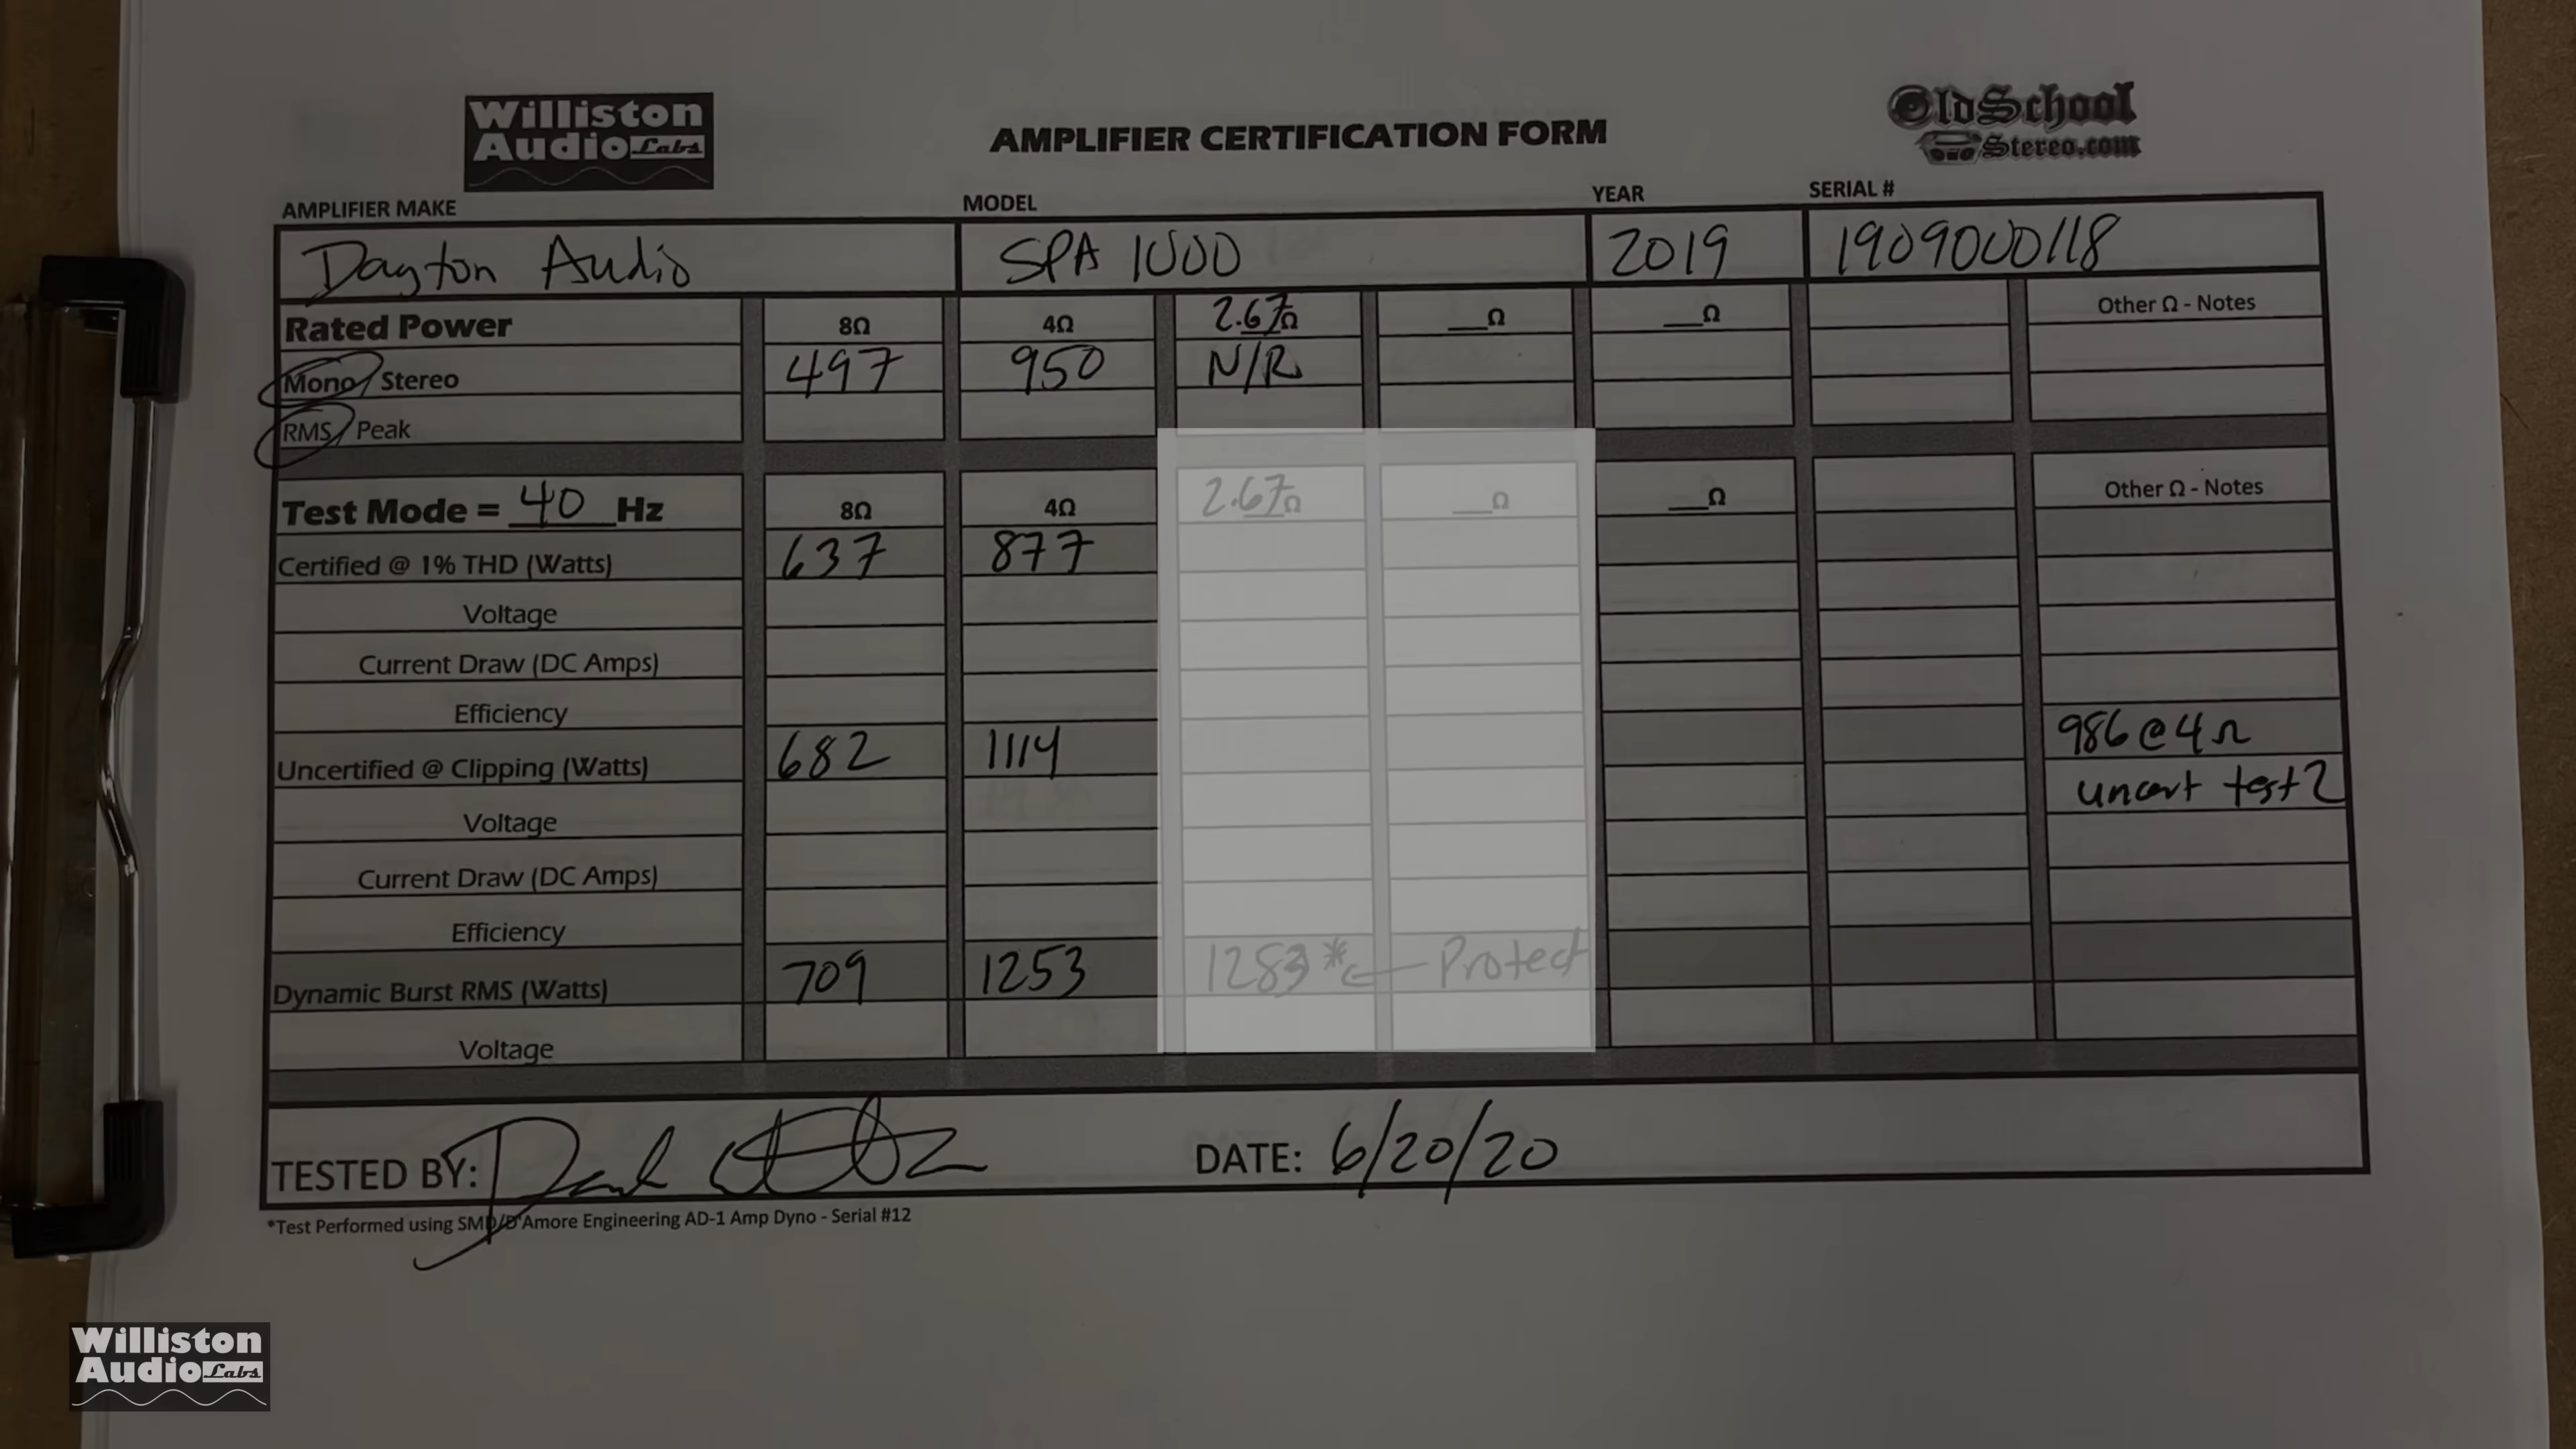 Williston
Audio Labs
AMPLIFIER CERTIFICATION FORM
OldSchool
Stereo.com
AMPLIFIER MAKE MODEL YEAR SERIAL #
Dayton Audio SPA 1000 2019 1909000118
Rated Power 8Ω 4Ω 2.67Ω __Ω __Ω Other Ω - Notes
Mono / Stereo 497 950 N/R
RMS / Peak
Test Mode = 40 Hz 8Ω 4Ω 2.67Ω __Ω __Ω Other Ω - Notes
Certified @ 1% THD (Watts) 637 877
Voltage
Current Draw (DC Amps)
Efficiency
Uncertified @ Clipping (Watts) 682 1114 986 @ 4Ω
Voltage uncert test 2
Current Draw (DC Amps)
Efficiency
Dynamic Burst RMS (Watts) 709 1253 1283* ← Protect
Voltage
TESTED BY: DATE: 6/20/20
*Test Performed using SMD/D'Amore Engineering AD-1 Amp Dyno - Serial #12
Williston
Audio Labs